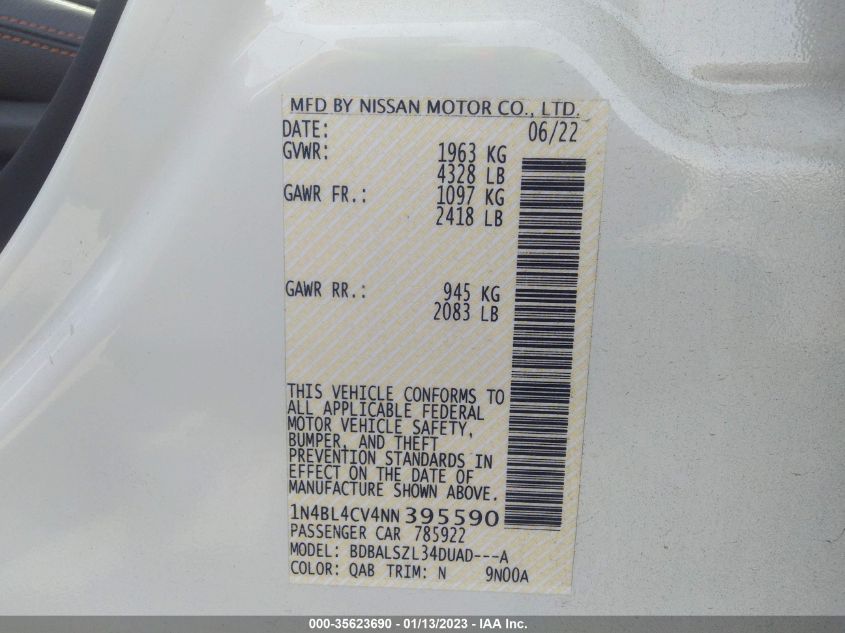 MFD BY NISSAN MOTOR CO., LTD.
DATE: 06/22
GVWR: 1963 KG
4328 LB
GAWR FR.: 1097 KG
2418 LB
GAWR RR.: 945 KG
2083 LB
THIS VEHICLE CONFORMS TO
ALL APPLICABLE FEDERAL
MOTOR VEHICLE SAFETY,
BUMPER, AND THEFT
PREVENTION STANDARDS IN
EFFECT ON THE DATE OF
MANUFACTURE SHOWN ABOVE.
1N4BL4CV4NN395590
PASSENGER CAR 785922
MODEL: BDBALSZL34DUAD---A
COLOR: QAB TRIM: N 9N00A
000-35623690 - 01/13/2023 - IAA Inc.